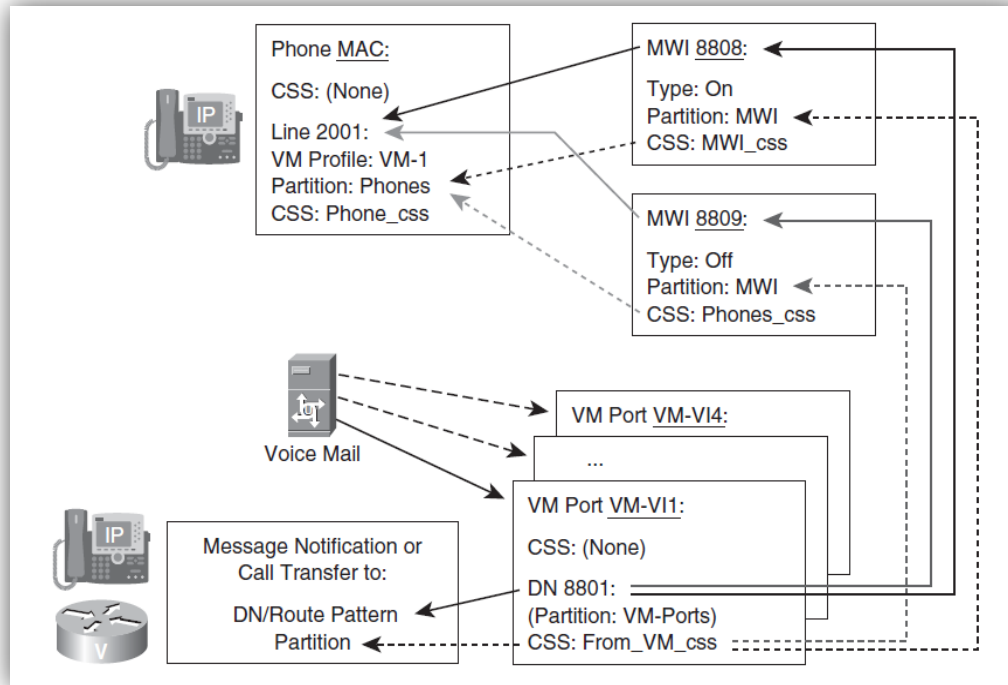 Phone MAC:
CSS: (None)
Line 2001:
VM Profile: VM-1
Partition: Phones
CSS: Phone_css
IP
MWI 8808:
Type: On
Partition: MWI
CSS: MWI_css
MWI 8809:
Type: Off
Partition: MWI
CSS: Phones_css
Voice Mail
VM Port VM-VI4:
...
VM Port VM-VI1:
CSS: (None)
DN 8801:
(Partition: VM-Ports)
CSS: From_VM_css
IP
V
Message Notification or
Call Transfer to:
DN/Route Pattern
Partition